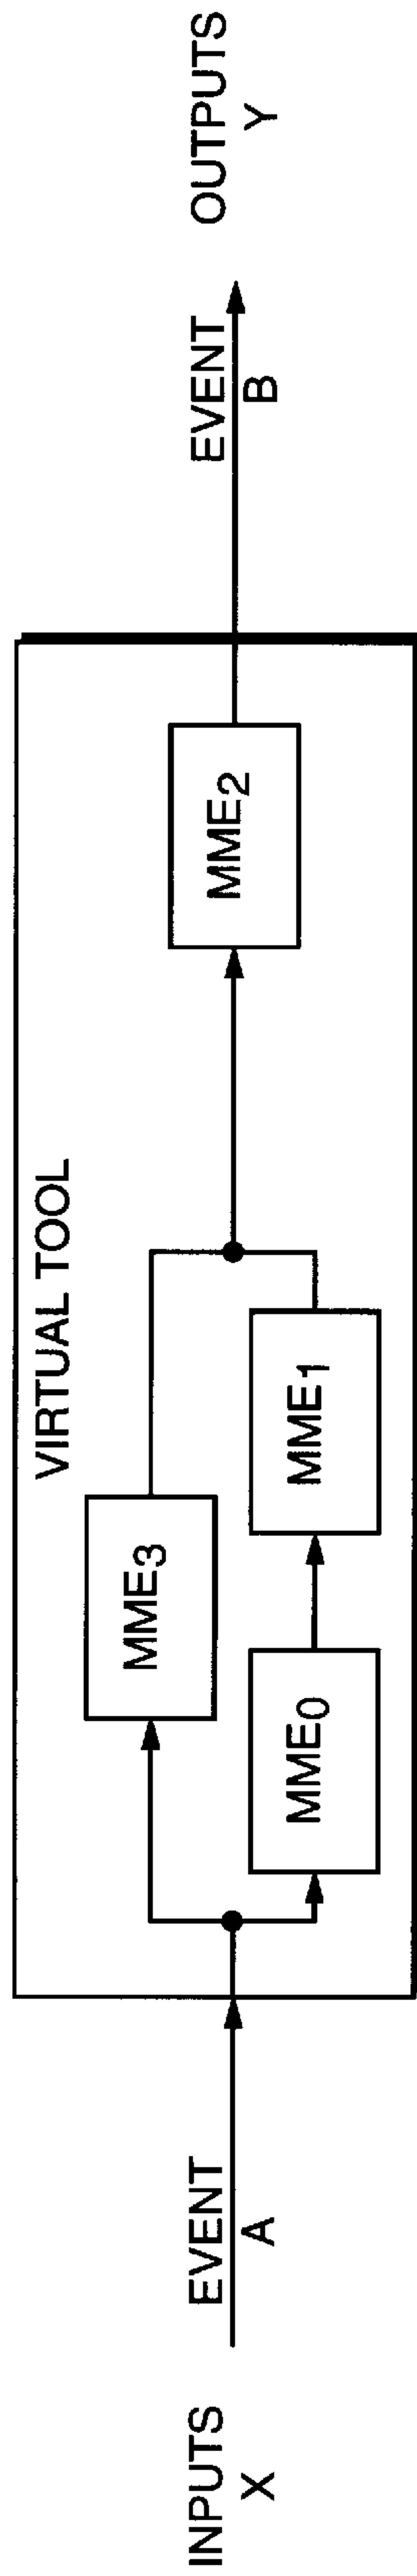 VIRTUAL TOOL
INPUTS
X
EVENT
A
MME3
MME0
MME1
MME2
EVENT
B
OUTPUTS
Y